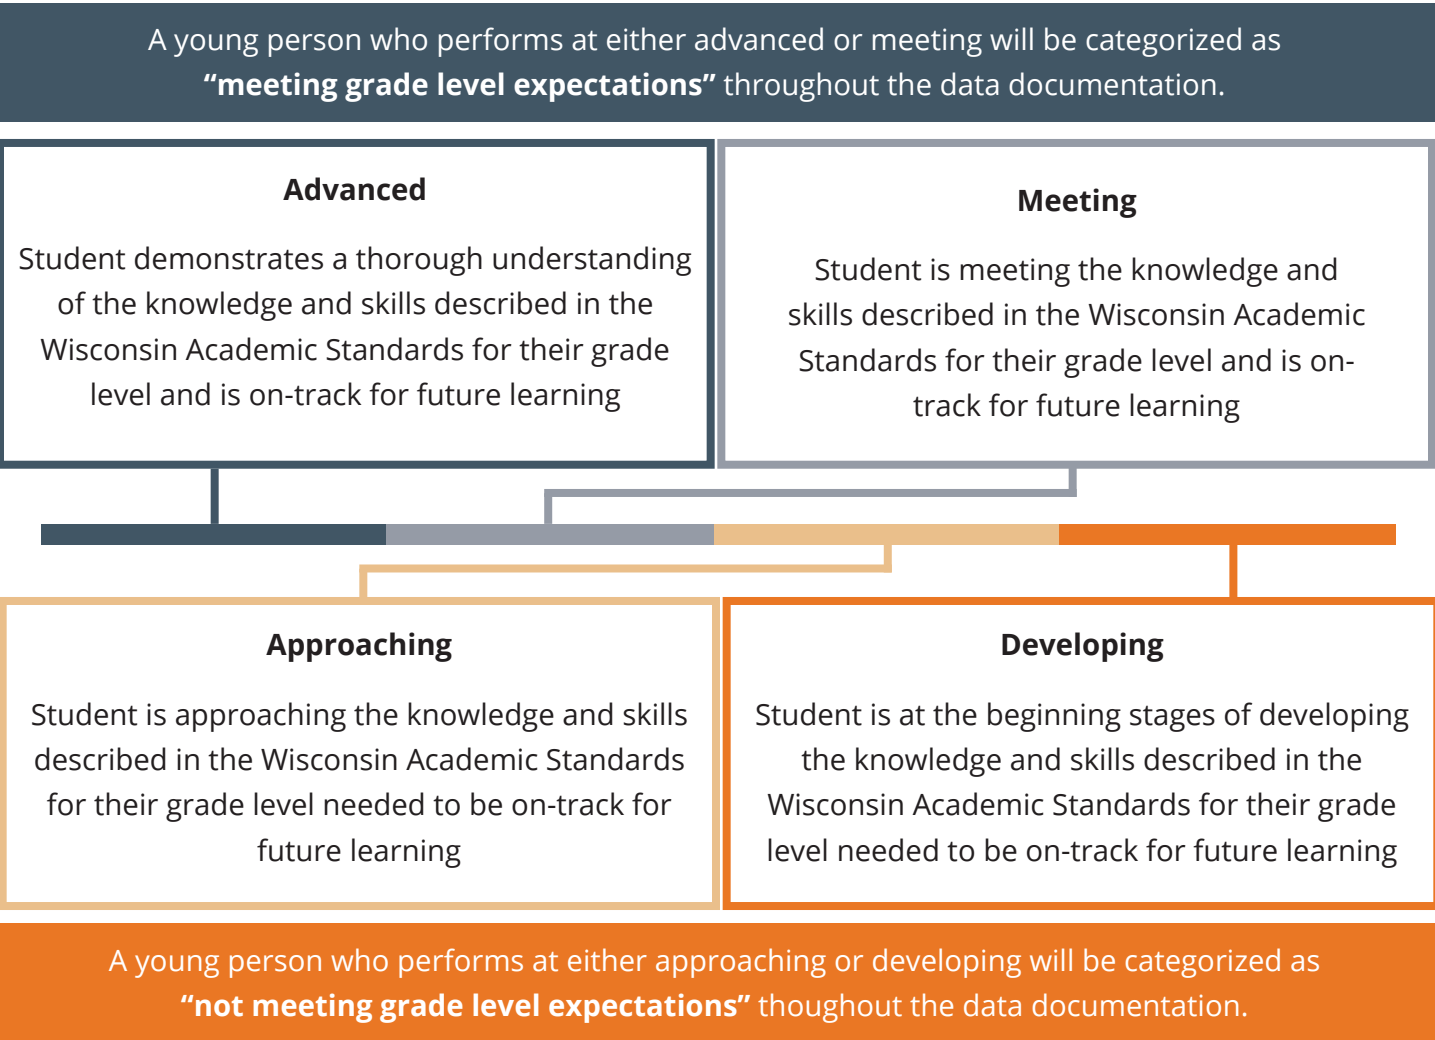 A young person who performs at either advanced or meeting will be categorized as
“meeting grade level expectations” throughout the data documentation.
Advanced
Student demonstrates a thorough understanding
of the knowledge and skills described in the
Wisconsin Academic Standards for their grade
level and is on-track for future learning
Meeting
Student is meeting the knowledge and
skills described in the Wisconsin Academic
Standards for their grade level and is on-
track for future learning
Approaching
Student is approaching the knowledge and skills
described in the Wisconsin Academic Standards
for their grade level needed to be on-track for
future learning
Developing
Student is at the beginning stages of developing
the knowledge and skills described in the
Wisconsin Academic Standards for their grade
level needed to be on-track for future learning
A young person who performs at either approaching or developing will be categorized as
“not meeting grade level expectations” thoughout the data documentation.